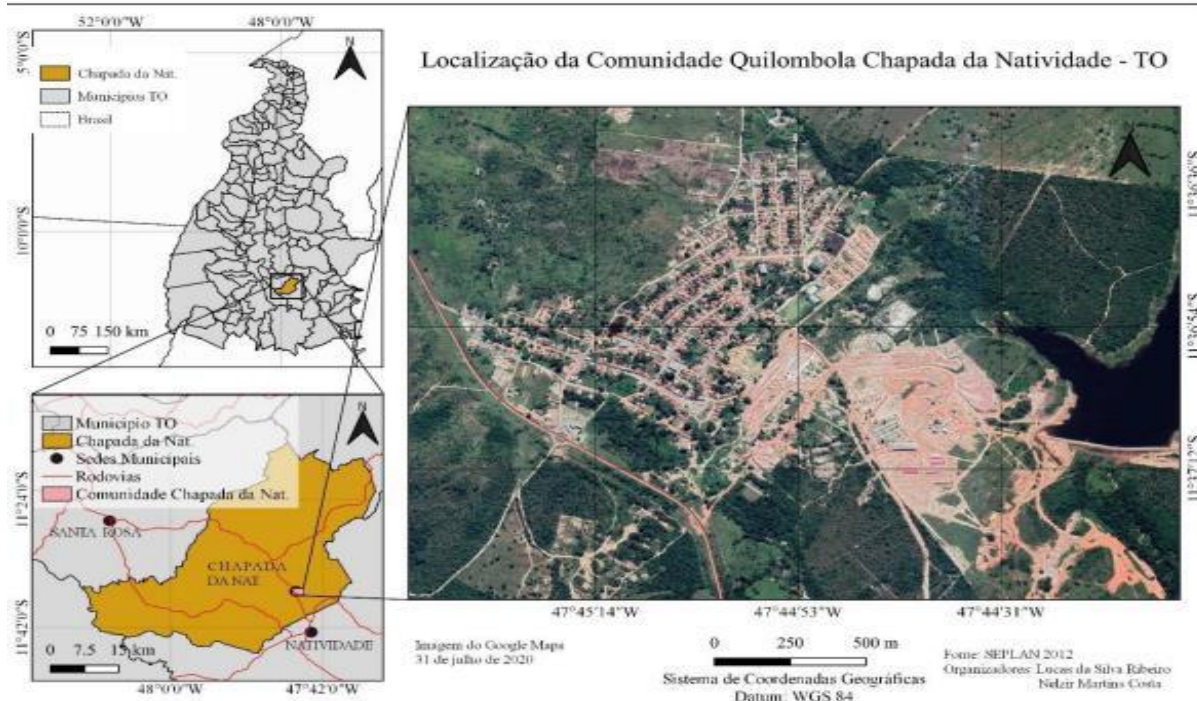 52°0'0"W
48°0'0"W
N
5°0'0"S
Chapada da Nat.
Municípios TO
Brasil
10°0'0"S
0 75 150 km
N
Município TO
Chapada da Nat.
Sedes Municipais
Rodovias
Comunidade Chapada da Nat.
11°24'0"S
SANTA ROSA
CHAPADA
DA NAT
11°42'0"S
NATIVIDADE
0 7.5 15 km
48°0'0"W
47°42'0"W
Localização da Comunidade Quilombola Chapada da Natividade - TO
47°45'14"W
47°44'53"W
47°44'31"W
Imagem do Google Mapa
31 de julho de 2020
0 250 500 m
Sistema de Coordenadas Geográficas
Datum: WGS 84
Fonte: SEPLAN 2012
Organizadores: Lucas da Silva Ribeiro
Nelzir Martins Costa